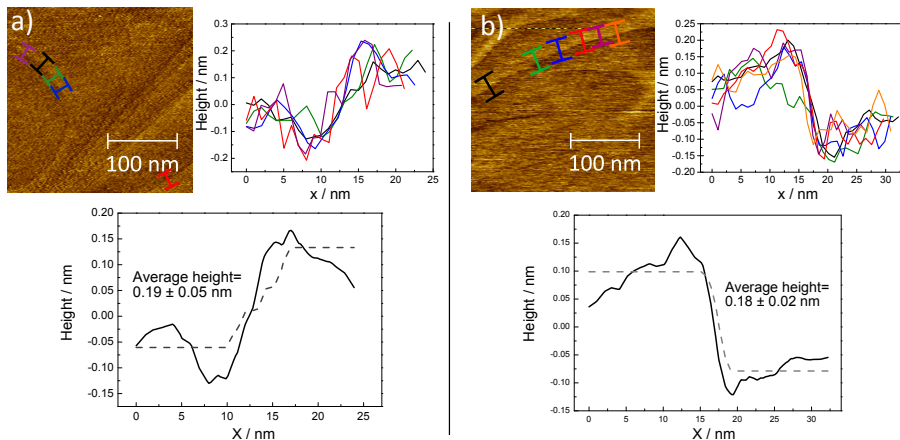 a)
100 nm
Height / nm
0.3
0.2
0.1
0.0
-0.1
-0.2
0 5 10 15 20 25
x / nm
Height / nm
0.20
0.15
0.10
0.05
0.00
-0.05
-0.10
-0.15
Average height=
0.19 ± 0.05 nm
0 5 10 15 20 25
X / nm
b)
100 nm
Height / nm
0.25
0.20
0.15
0.10
0.05
0.00
-0.05
-0.10
-0.15
0 5 10 15 20 25 30
x / nm
Height / nm
0.20
0.15
0.10
0.05
0.00
-0.05
-0.10
-0.15
Average height=
0.18 ± 0.02 nm
0 5 10 15 20 25 30
X / nm